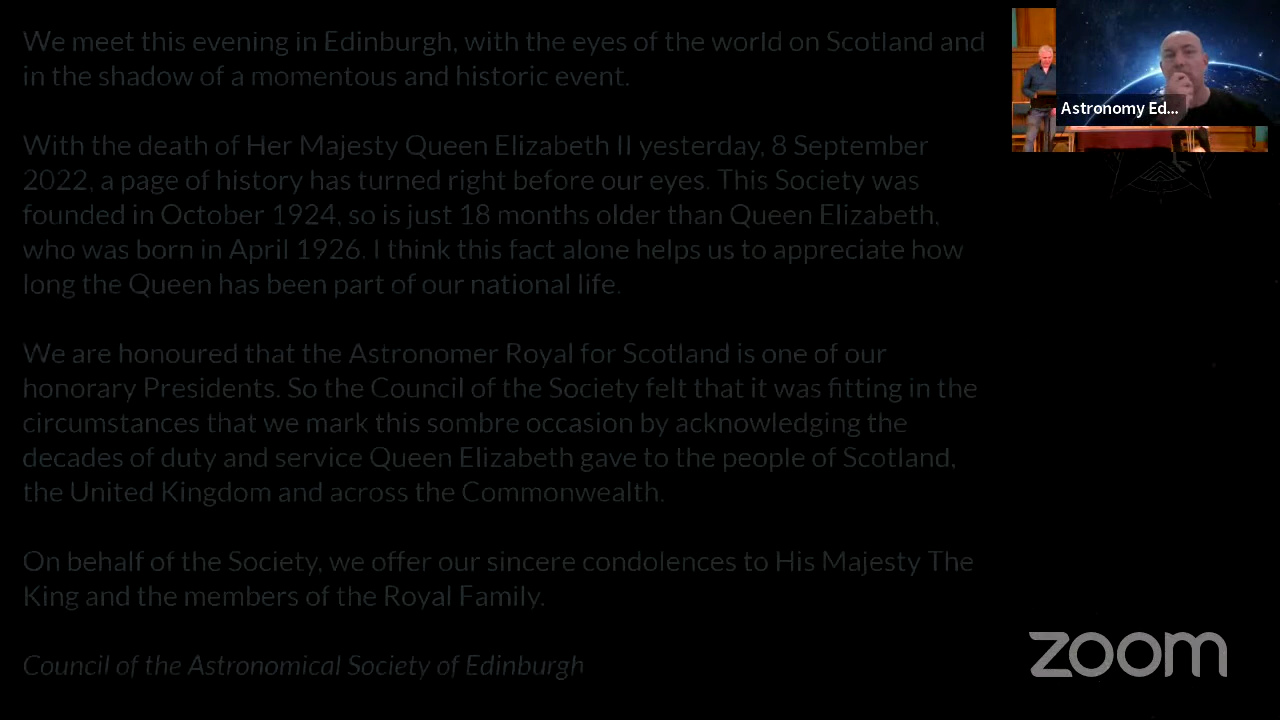 We meet this evening in Edinburgh, with the eyes of the world on Scotland and
in the shadow of a momentous and historic event.
With the death of Her Majesty Queen Elizabeth II yesterday, 8 September
2022, a page of history has turned right before our eyes. This Society was
founded in October 1924, so is just 18 months older than Queen Elizabeth,
who was born in April 1926. I think this fact alone helps us to appreciate how
long the Queen has been part of our national life.
We are honoured that the Astronomer Royal for Scotland is one of our
honorary Presidents. So the Council of the Society felt that it was fitting in the
circumstances that we mark this sombre occasion by acknowledging the
decades of duty and service Queen Elizabeth gave to the people of Scotland,
the United Kingdom and across the Commonwealth.
On behalf of the Society, we offer our sincere condolences to His Majesty The
King and the members of the Royal Family.
Council of the Astronomical Society of Edinburgh
Astronomy Ed...
zoom